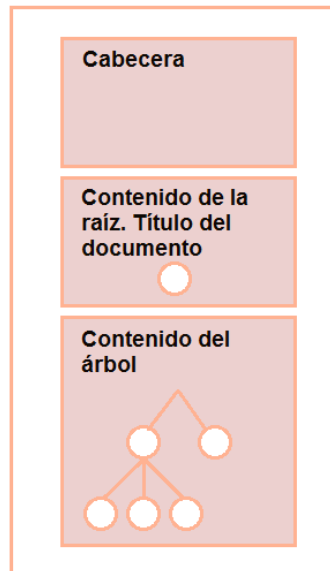 Cabecera
Contenido de la
raíz. Título del
documento
Contenido del
árbol